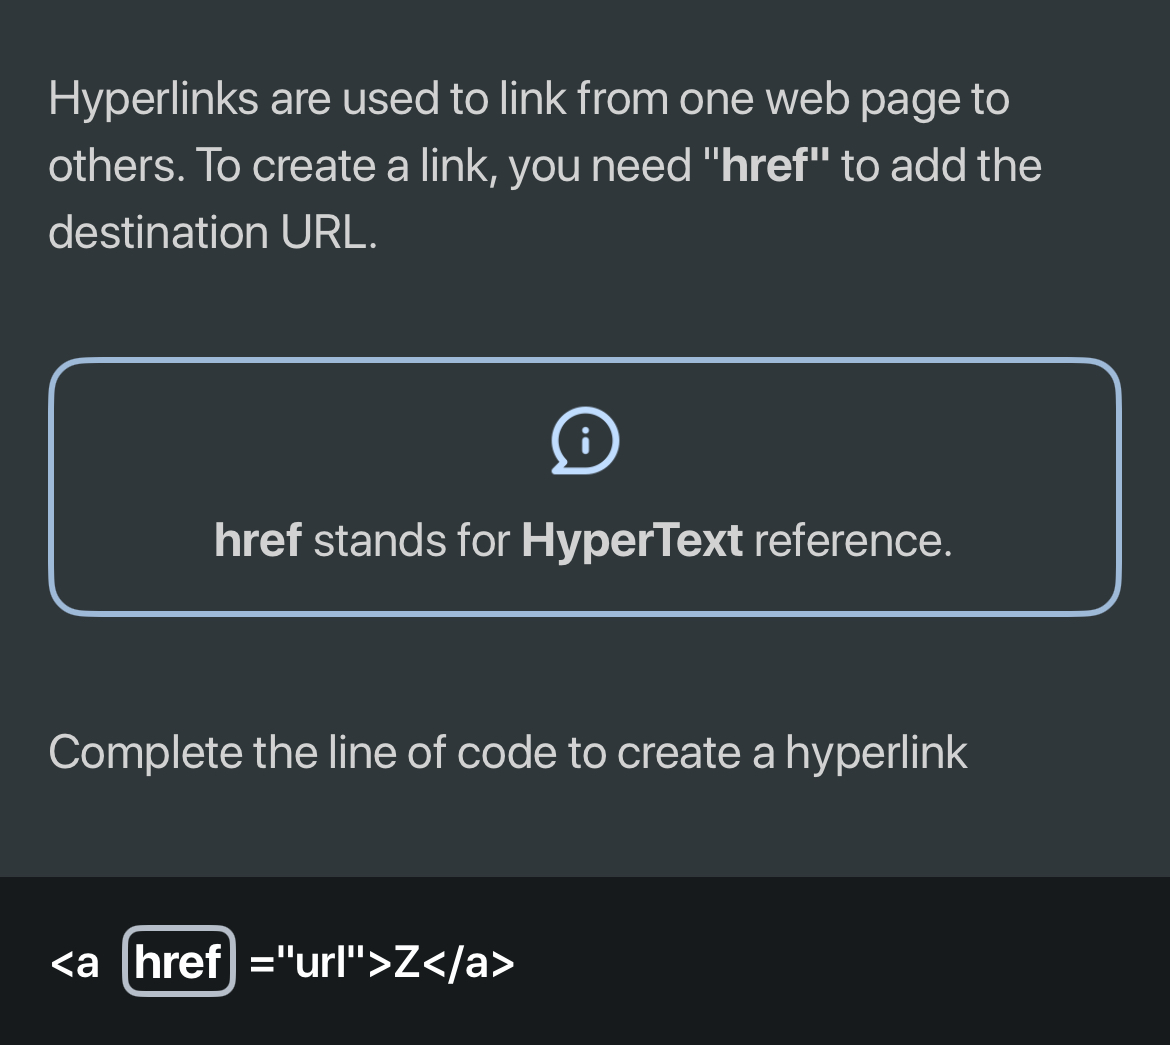 Hyperlinks are used to link from one web page to
others. To create a link, you need "href" to add the
destination URL.
href stands for HyperText reference.
Complete the line of code to create a hyperlink
<a href ="url">Z</a>